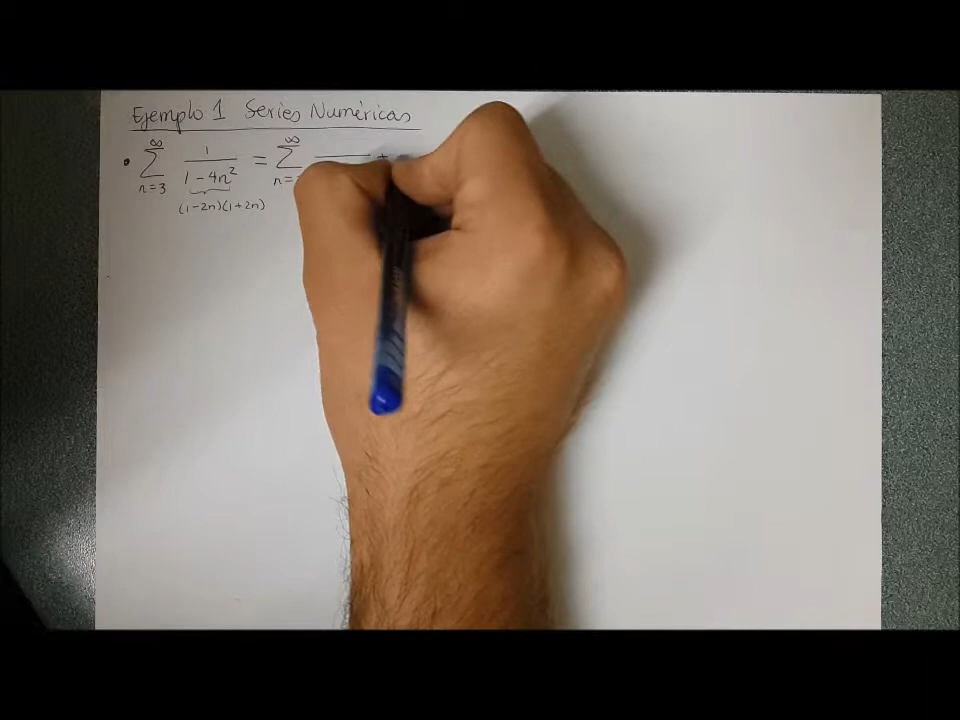 Ejemplo 1 Series Numéricas
• ∑_{n=3}^{∞} 1/(1-4n²) = ∑_{n=}^{∞} — +
(1-2n)(1+2n)